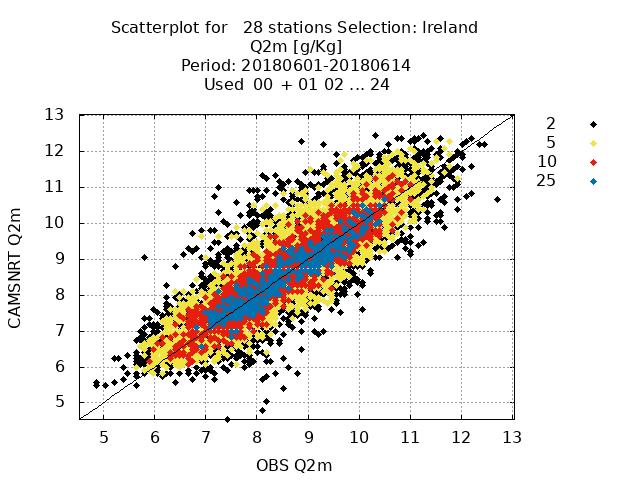 Scatterplot for   28 stations Selection: Ireland
Q2m [g/Kg]
Period: 20180601-20180614
Used  00 + 01 02 ... 24
2
5
10
25
13
12
11
10
9
8
7
6
5
CAMSNRT Q2m
5 6 7 8 9 10 11 12 13
OBS Q2m